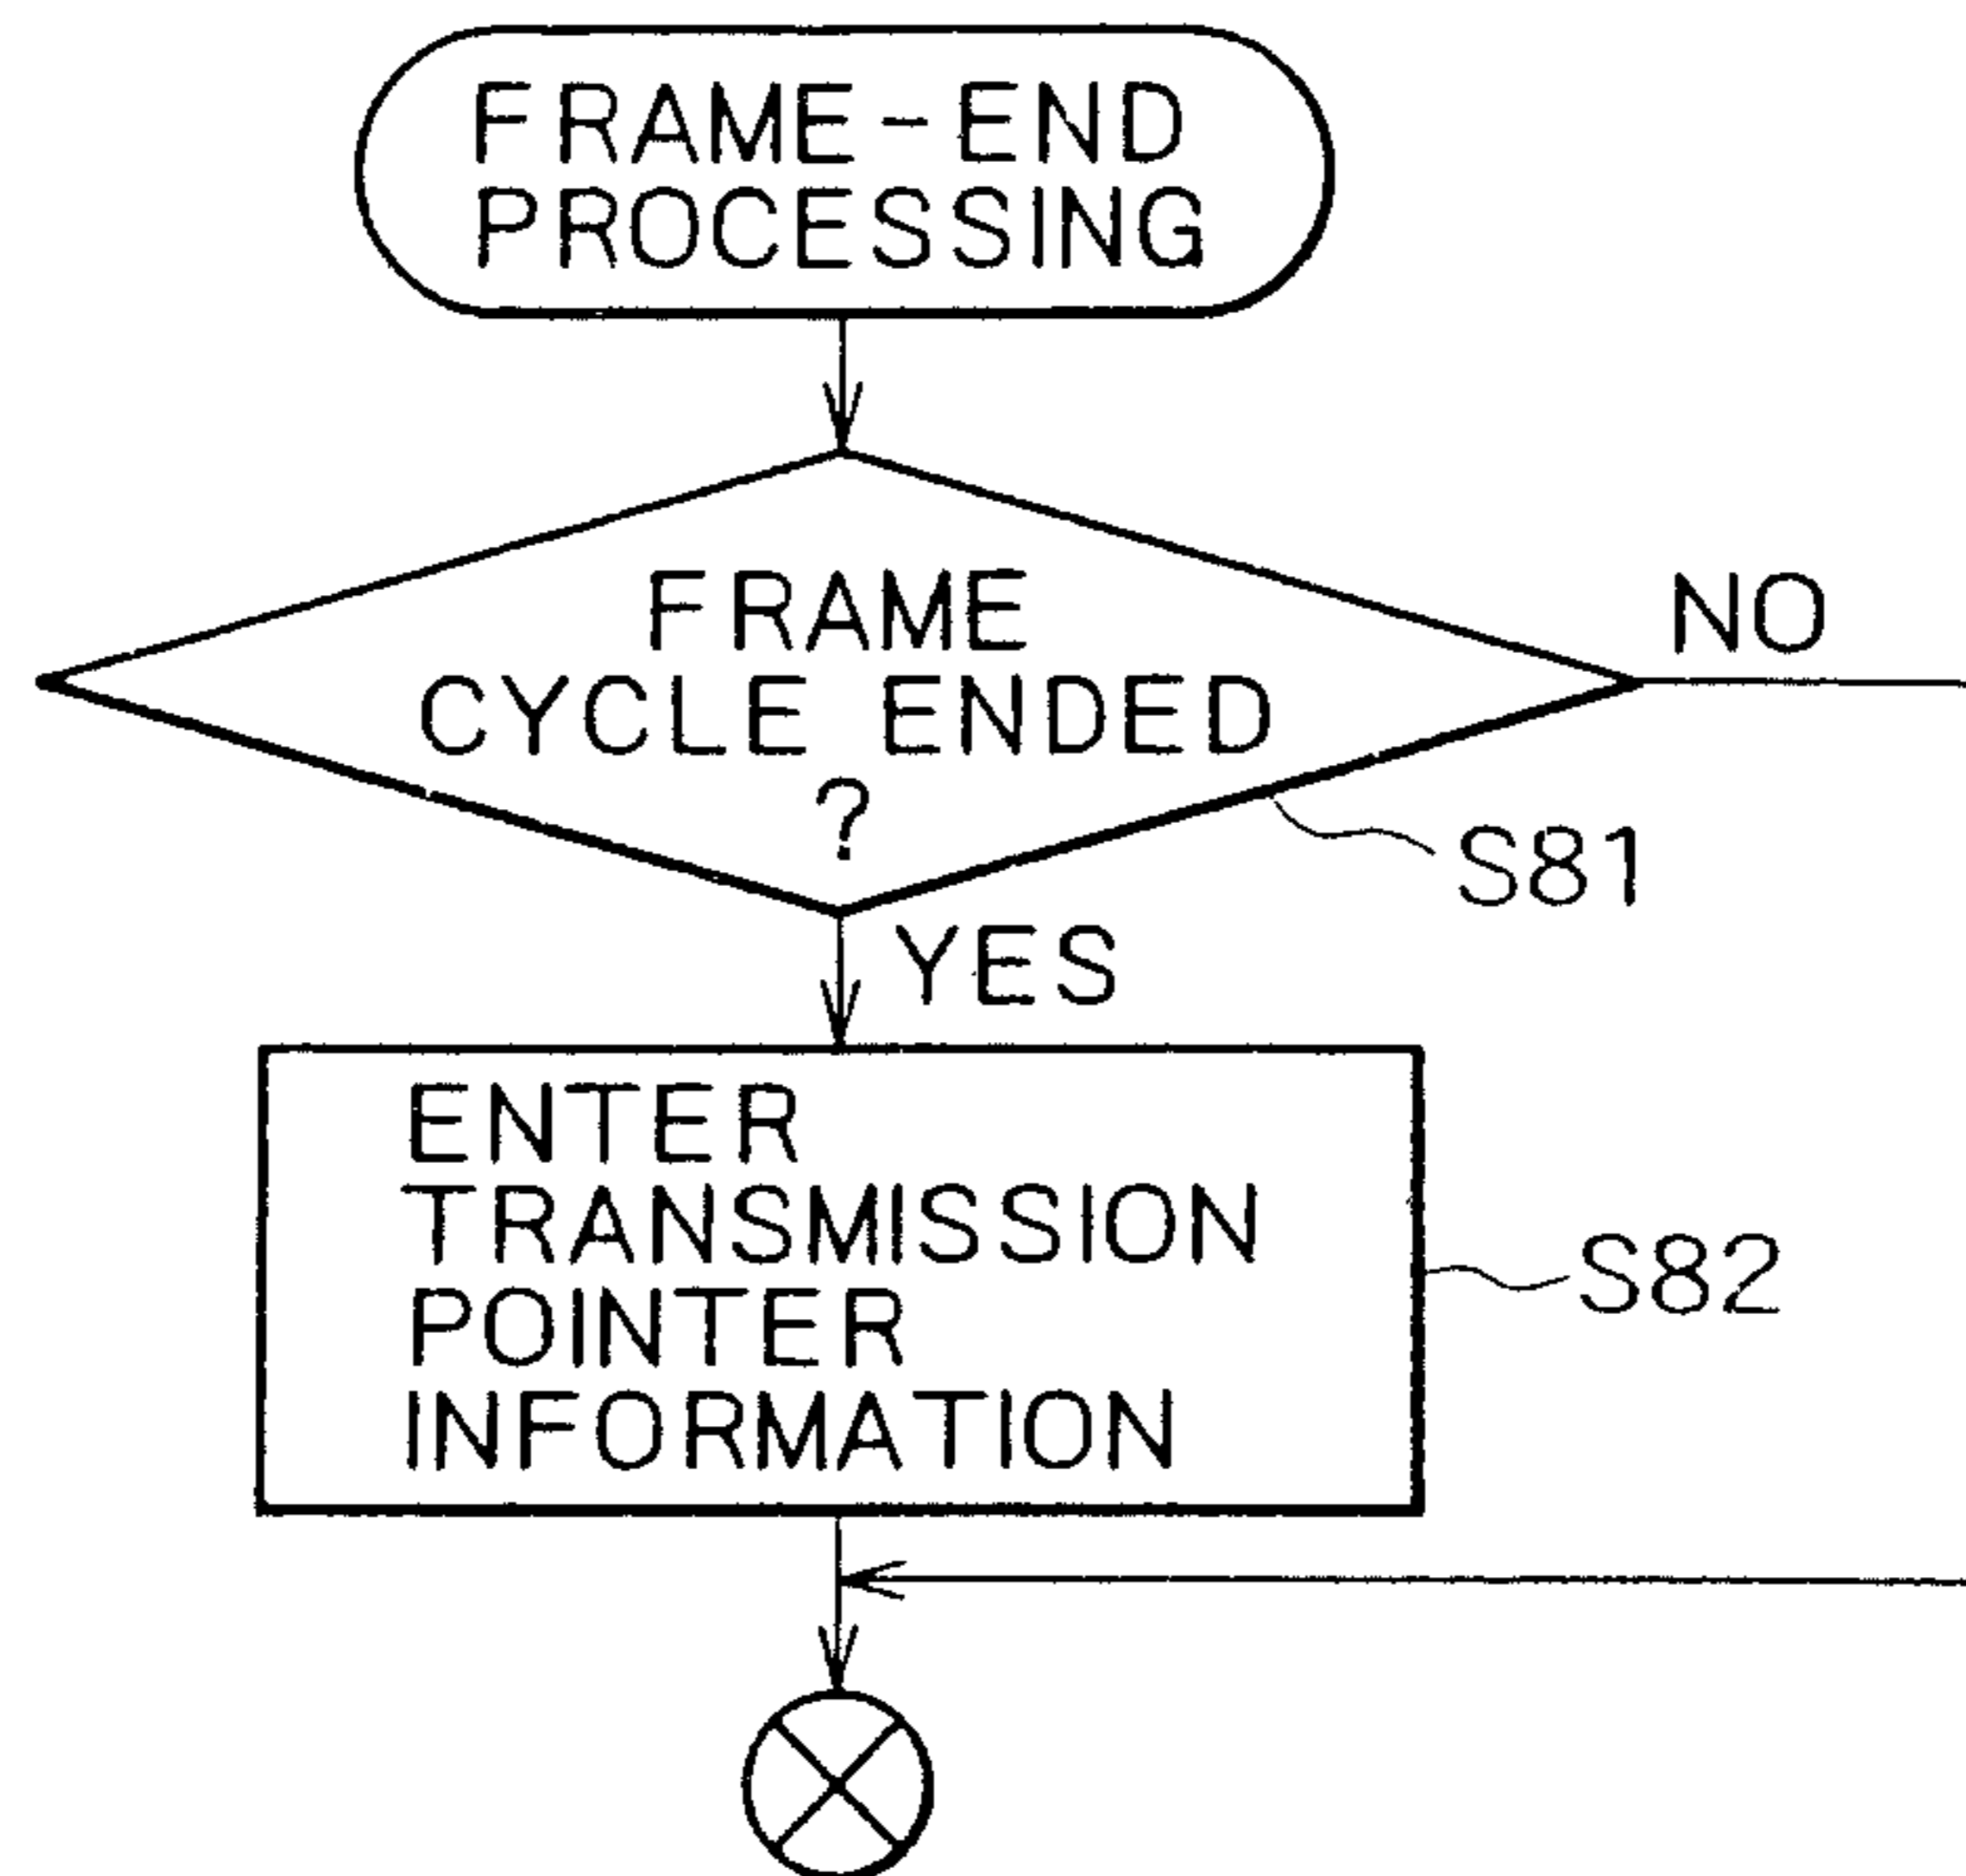 FRAME-END
PROCESSING
FRAME
CYCLE ENDED
?
NO
S81
YES
ENTER
TRANSMISSION
POINTER
INFORMATION
S82